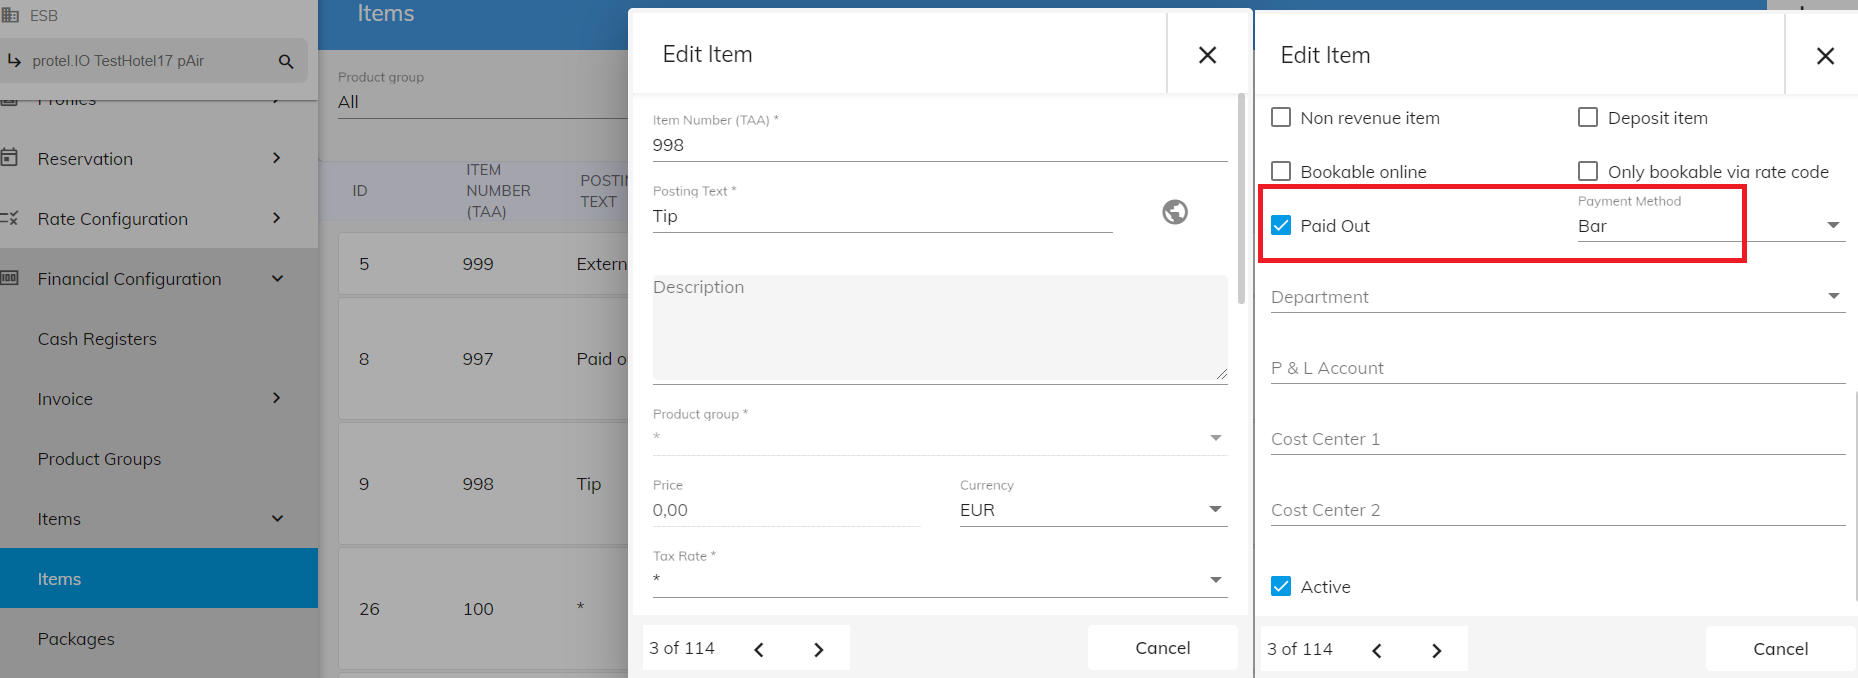 ESB
protel.IO TestHotel17 pAir
Profiles
Reservation
Rate Configuration
Financial Configuration
Cash Registers
Invoice
Product Groups
Items
Items
Packages
Items
Product group
All
ID
ITEM
NUMBER
(TAA)
POSTIN
TEXT
5
999
Extern
8
997
Paid o
9
998
Tip
26
100
*
Edit Item
Item Number (TAA) *
998
Posting Text *
Tip
Description
Product group *
*
Price
Currency
0,00
EUR
Tax Rate *
*
3 of 114
Cancel
Edit Item
Non revenue item
Deposit item
Bookable online
Only bookable via rate code
Paid Out
Payment Method
Bar
Department
P & L Account
Cost Center 1
Cost Center 2
Active
3 of 114
Cancel